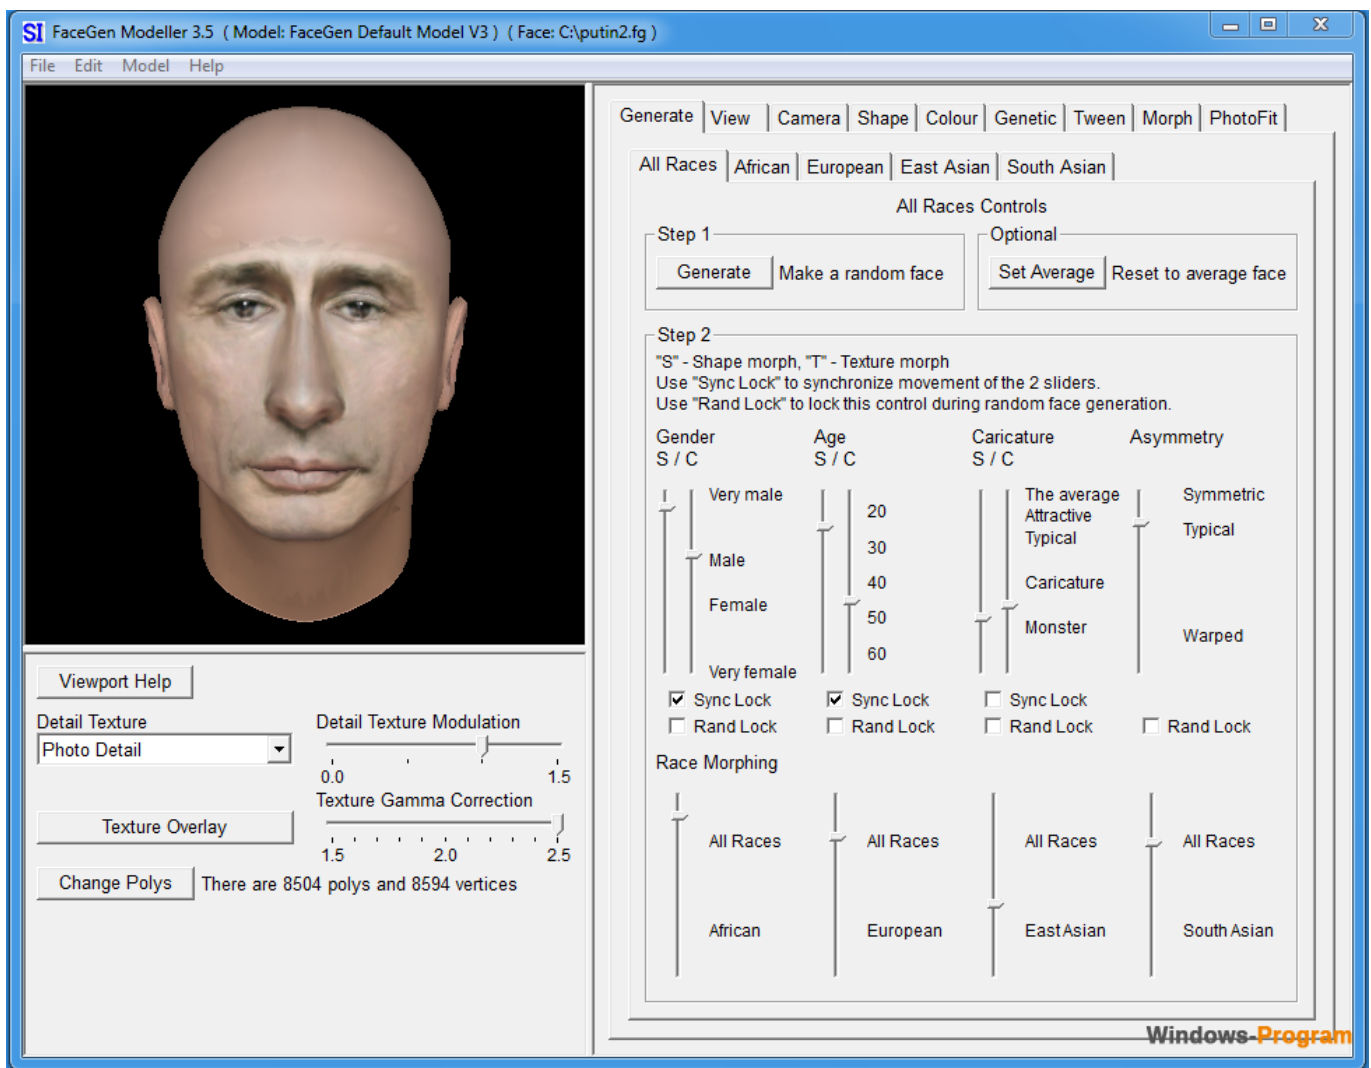 SI FaceGen Modeller 3.5 ( Model: FaceGen Default Model V3 ) ( Face: C:\putin2.fg )
File Edit Model Help
Generate View Camera Shape Colour Genetic Tween Morph PhotoFit
All Races African European East Asian South Asian
All Races Controls
Step 1 Optional
Generate Make a random face Set Average Reset to average face
Step 2
"S" - Shape morph, "T" - Texture morph
Use "Sync Lock" to synchronize movement of the 2 sliders.
Use "Rand Lock" to lock this control during random face generation.
Gender Age Caricature Asymmetry
S / C S / C S / C
Very male
Male
Female
Very female
20
30
40
50
60
The average
Attractive
Typical
Caricature
Monster
Symmetric
Typical
Warped
Sync Lock Sync Lock Sync Lock
Rand Lock Rand Lock Rand Lock Rand Lock
Race Morphing
All Races All Races All Races All Races
African European East Asian South Asian
Viewport Help
Detail Texture
Photo Detail
Detail Texture Modulation
0.0 1.5
Texture Overlay
Texture Gamma Correction
1.5 2.0 2.5
Change Polys There are 8504 polys and 8594 vertices
Windows-Program